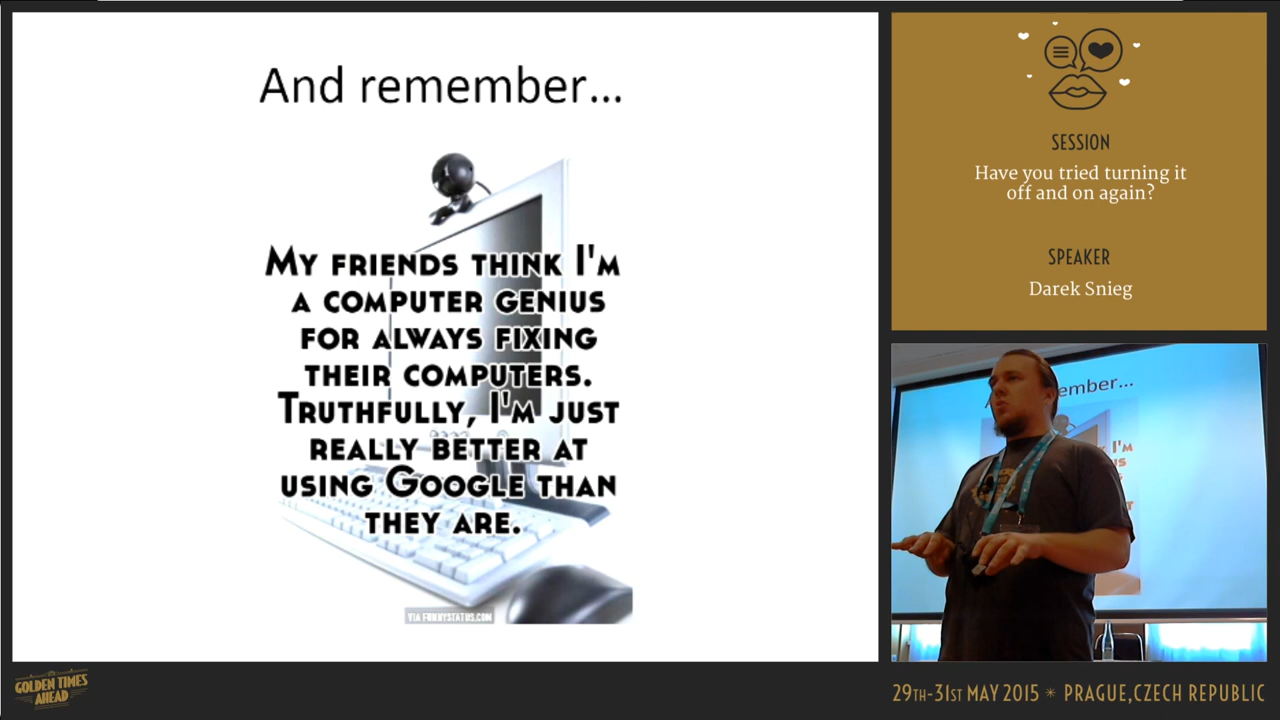 And remember...
My friends think I'm
a computer genius
for always fixing
their computers.
Truthfully, I'm just
really better at
using Google than
they are.
VIA FUNNYSTATUS.COM
SESSION
Have you tried turning it
off and on again?
SPEAKER
Darek Snieg
ember...
I'm
GOLDEN TIMES
AHEAD
29TH-31ST MAY 2015 * PRAGUE,CZECH REPUBLIC